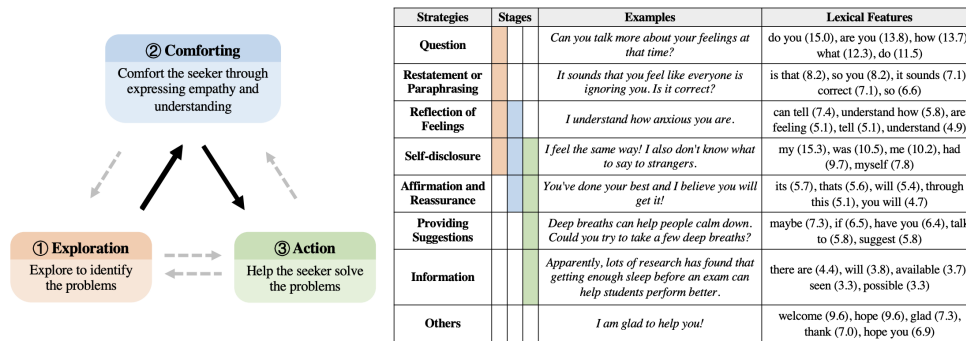 ② Comforting
Comfort the seeker through
expressing empathy and
understanding
① Exploration
Explore to identify
the problems
③ Action
Help the seeker solve
the problems
Strategies Stages Examples Lexical Features
Question
Can you talk more about your feelings at
that time?
do you (15.0), are you (13.8), how (13.7)
what (12.3), do (11.5)
Restatement or
Paraphrasing
It sounds that you feel like everyone is
ignoring you. Is it correct?
is that (8.2), so you (8.2), it sounds (7.1)
correct (7.1), so (6.6)
Reflection of
Feelings
I understand how anxious you are.
can tell (7.4), understand how (5.8), are
feeling (5.1), tell (5.1), understand (4.9)
Self-disclosure
I feel the same way! I also don't know what
to say to strangers.
my (15.3), was (10.5), me (10.2), had
(9.7), myself (7.8)
Affirmation and
Reassurance
You've done your best and I believe you will
get it!
its (5.7), thats (5.6), will (5.4), through
this (5.1), you will (4.7)
Providing
Suggestions
Deep breaths can help people calm down.
Could you try to take a few deep breaths?
maybe (7.3), if (6.5), have you (6.4), talk
to (5.8), suggest (5.8)
Information
Apparently, lots of research has found that
getting enough sleep before an exam can
help students perform better.
there are (4.4), will (3.8), available (3.7)
seen (3.3), possible (3.3)
Others
I am glad to help you!
welcome (9.6), hope (9.6), glad (7.3),
thank (7.0), hope you (6.9)